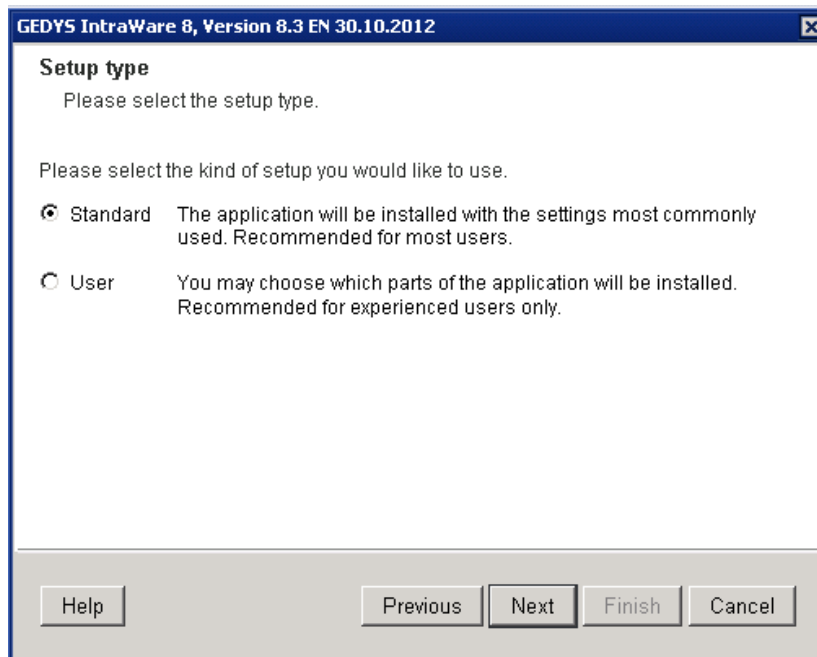 GEDYS IntraWare 8, Version 8.3 EN 30.10.2012
Setup type
Please select the setup type.
Please select the kind of setup you would like to use.
Standard The application will be installed with the settings most commonly
used. Recommended for most users.
User You may choose which parts of the application will be installed.
Recommended for experienced users only.
Help Previous Next Finish Cancel